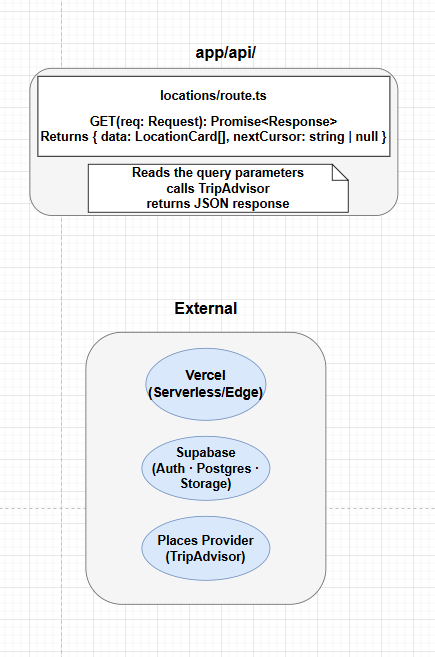 app/api/
locations/route.ts
GET(req: Request): Promise<Response>
Returns { data: LocationCard[], nextCursor: string | null }
Reads the query parameters
calls TripAdvisor
returns JSON response
External
Vercel
(Serverless/Edge)
Supabase
(Auth · Postgres ·
Storage)
Places Provider
(TripAdvisor)